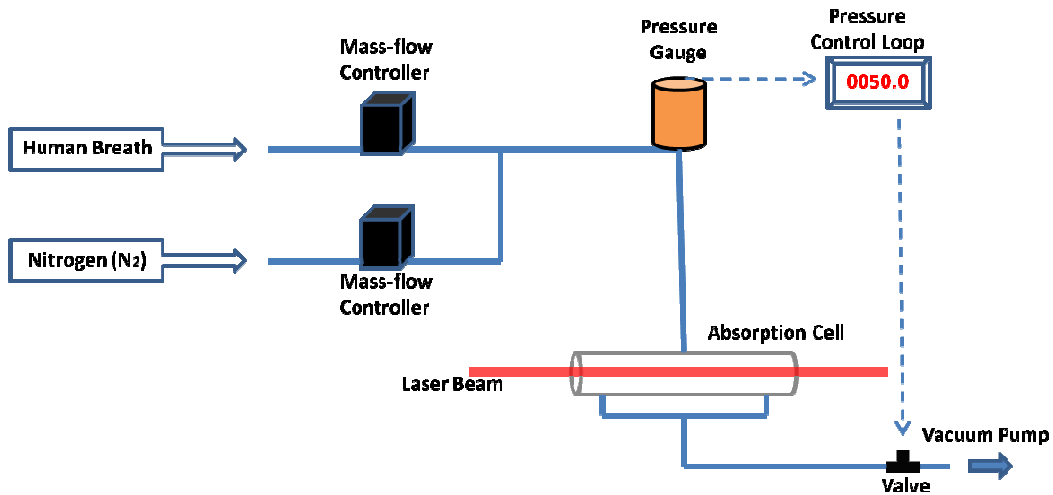 Mass-flow
Controller
Pressure
Gauge
Pressure
Control Loop
0050.0
Human Breath
Nitrogen (N2)
Mass-flow
Controller
Absorption Cell
Laser Beam
Vacuum Pump
Valve